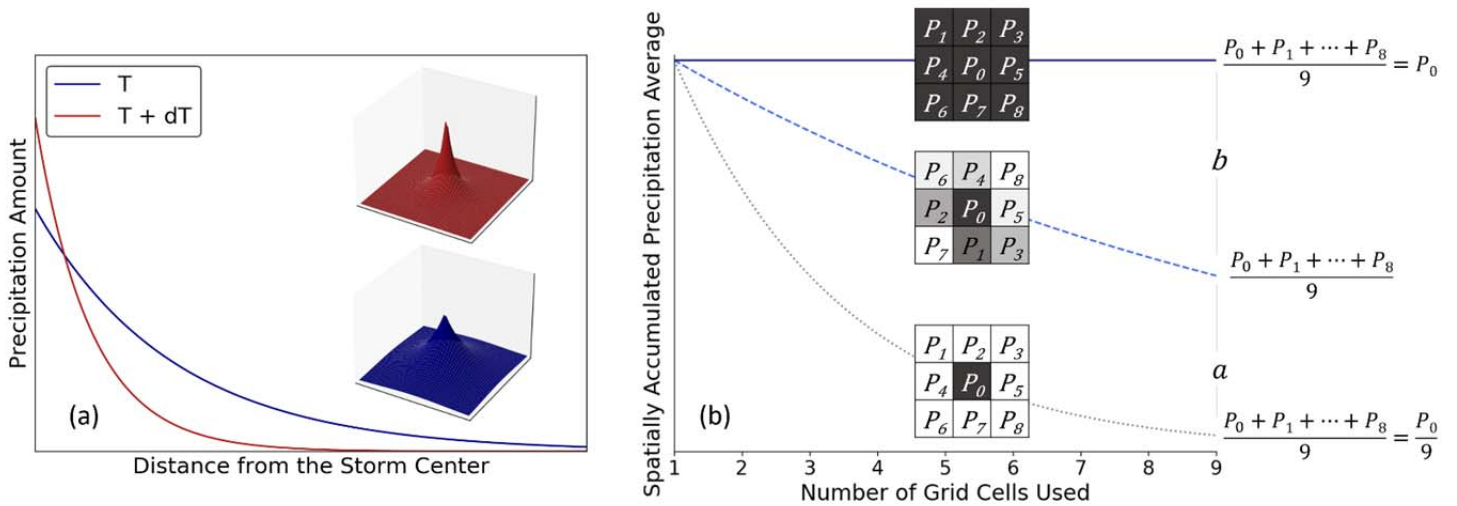 T
T + dT
Precipitation Amount
(a)
Distance from the Storm Center
Spatially Accumulated Precipitation Average
P₁ P₂ P₃
P₄ P₀ P₅
P₆ P₇ P₈
(P₀ + P₁ + ⋯ + P₈)/9 = P₀
b
P₆ P₄ P₈
P₂ P₀ P₅
P₇ P₁ P₃
(P₀ + P₁ + ⋯ + P₈)/9
P₁ P₂ P₃
P₄ P₀ P₅
P₆ P₇ P₈
a
(b)
(P₀ + P₁ + ⋯ + P₈)/9 = P₀/9
1 2 3 4 5 6 7 8 9
Number of Grid Cells Used